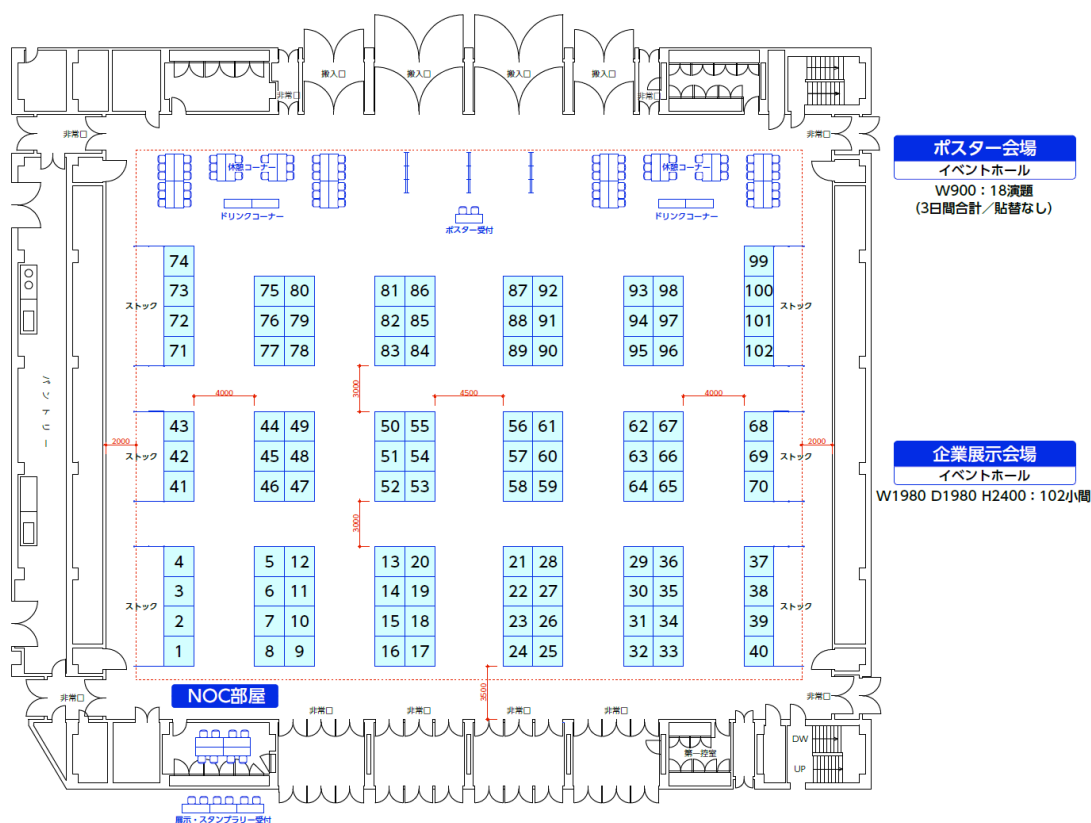 搬入口
搬入口
搬入口
搬入口
非常口
非常口
非常口
非常口
ポスター会場
イベントホール
W900：18演題
（3日間合計／貼替なし）
休憩コーナー
休憩コーナー
ドリンクコーナー
ドリンクコーナー
ポスター受付
74
99
73
75 80
81 86
87 92
93 98
100
ストック
ストック
72
76 79
82 85
88 91
94 97
101
71
77 78
83 84
89 90
95 96
102
パントリー
4000
3000
4500
4000
43
44 49
50 55
56 61
62 67
68
2000
2000
42
45 48
51 54
57 60
63 66
69
ストック
ストック
41
46 47
52 53
58 59
64 65
70
企業展示会場
イベントホール
W1980 D1980 H2400：102小間
3000
4
5 12
13 20
21 28
29 36
37
3
6 11
14 19
22 27
30 35
38
ストック
ストック
2
7 10
15 18
23 26
31 34
39
1
8 9
16 17
24 25
32 33
40
3500
非常口
NOC部屋
非常口
非常口
非常口
非常口
非常口
第一控室
DW
UP
展示・スタンプラリー受付